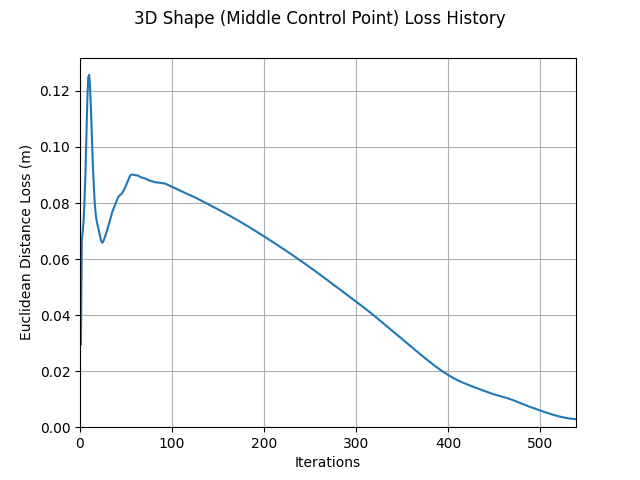 3D Shape (Middle Control Point) Loss History
Euclidean Distance Loss (m)
0.12
0.10
0.08
0.06
0.04
0.02
0.00
0 100 200 300 400 500
Iterations